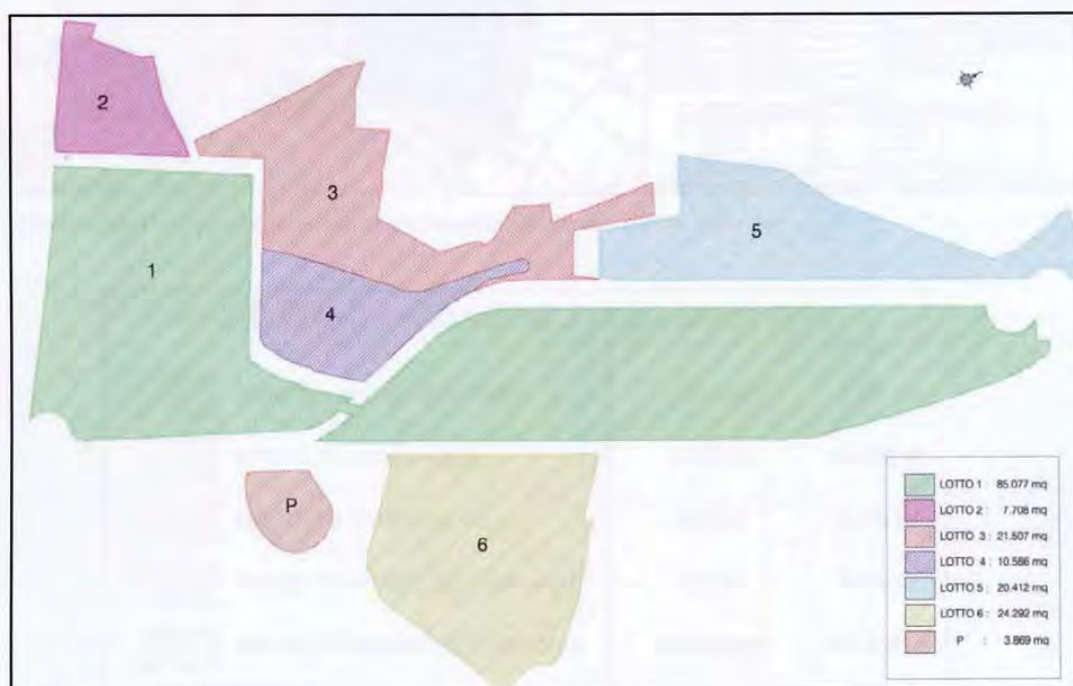 2
3
5
1
4
P
6
LOTTO 1 : 85.077 mq
LOTTO 2 : 7.708 mq
LOTTO 3 : 21.507 mq
LOTTO 4 : 10.586 mq
LOTTO 5 : 20.412 mq
LOTTO 6 : 24.292 mq
P : 3.869 mq